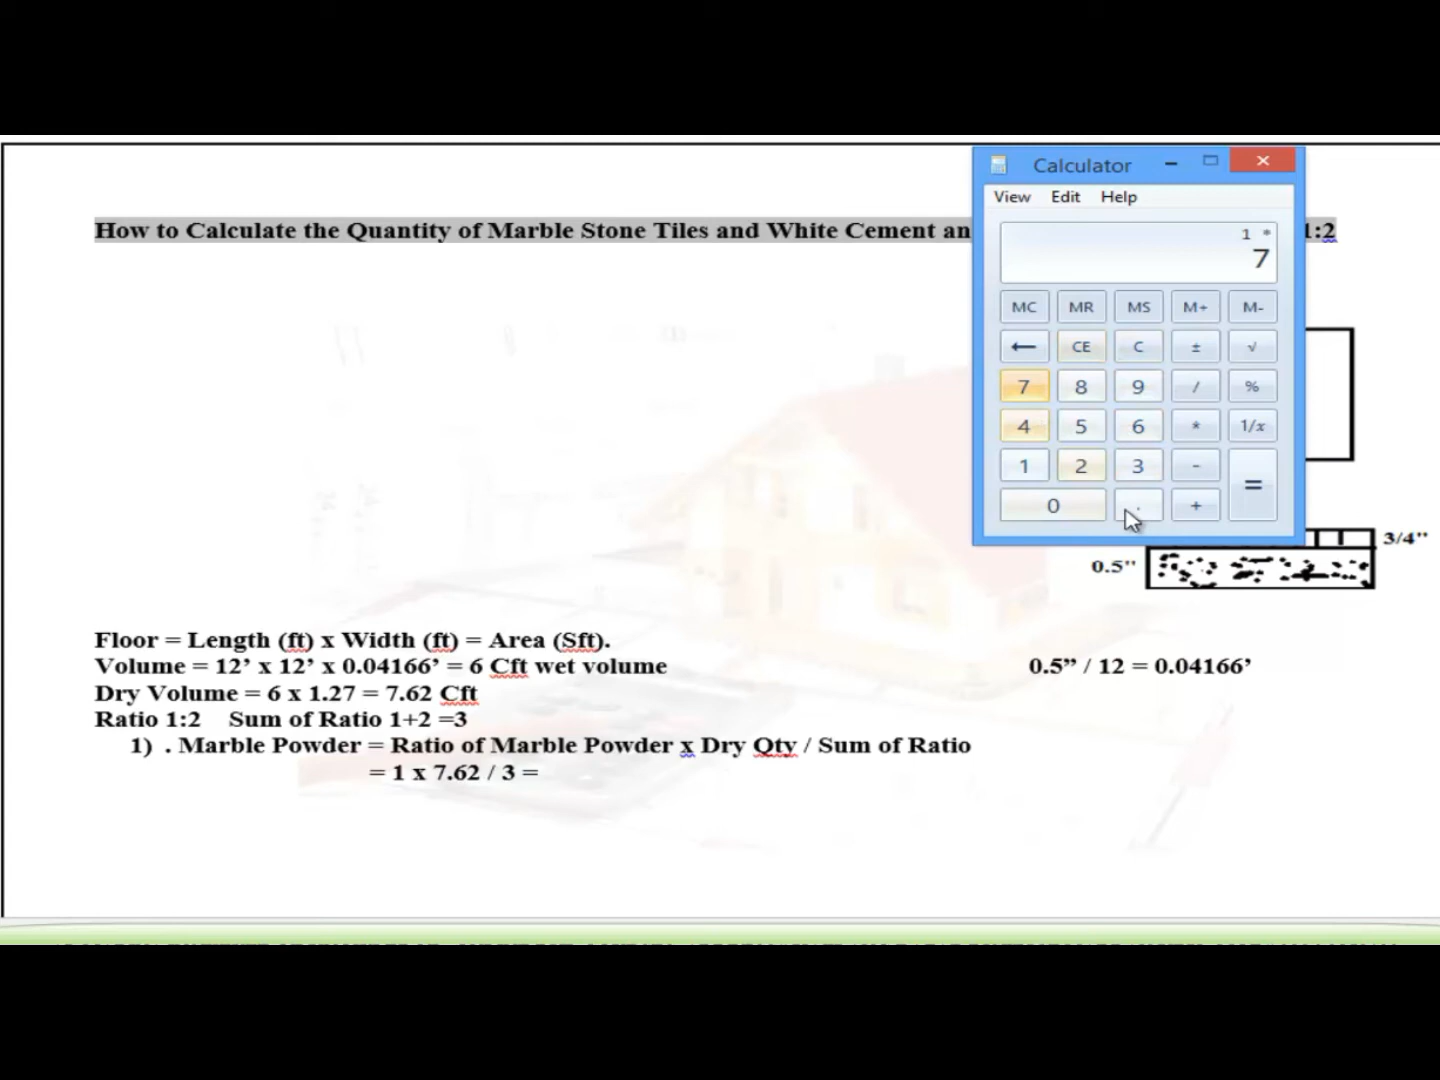 How to Calculate the Quantity of Marble Stone Tiles and White Cement an 1:2
Calculator
View Edit Help
1 *
7
MC MR MS M+ M-
← CE C ± √
7 8 9 / %
4 5 6 * 1/x
1 2 3 - =
0 . +
3/4"
0.5"
Floor = Length (ft) x Width (ft) = Area (Sft).
Volume = 12’ x 12’ x 0.04166’ = 6 Cft wet volume 0.5” / 12 = 0.04166’
Dry Volume = 6 x 1.27 = 7.62 Cft
Ratio 1:2 Sum of Ratio 1+2 =3
1) . Marble Powder = Ratio of Marble Powder x Dry Qty / Sum of Ratio
= 1 x 7.62 / 3 =